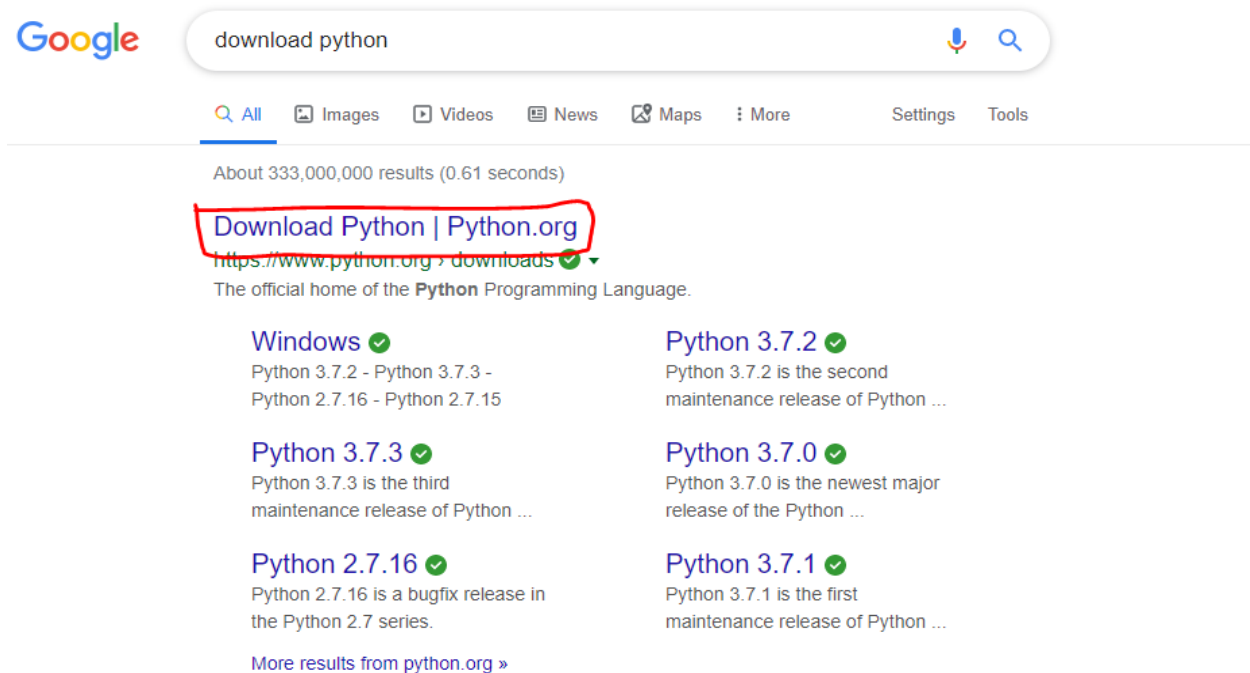 Google
download python
All Images Videos News Maps More Settings Tools
About 333,000,000 results (0.61 seconds)
Download Python | Python.org
https://www.python.org › downloads
The official home of the Python Programming Language.
Windows
Python 3.7.2 - Python 3.7.3 -
Python 2.7.16 - Python 2.7.15
Python 3.7.2
Python 3.7.2 is the second
maintenance release of Python ...
Python 3.7.3
Python 3.7.3 is the third
maintenance release of Python ...
Python 3.7.0
Python 3.7.0 is the newest major
release of the Python ...
Python 2.7.16
Python 2.7.16 is a bugfix release in
the Python 2.7 series.
Python 3.7.1
Python 3.7.1 is the first
maintenance release of Python ...
More results from python.org »